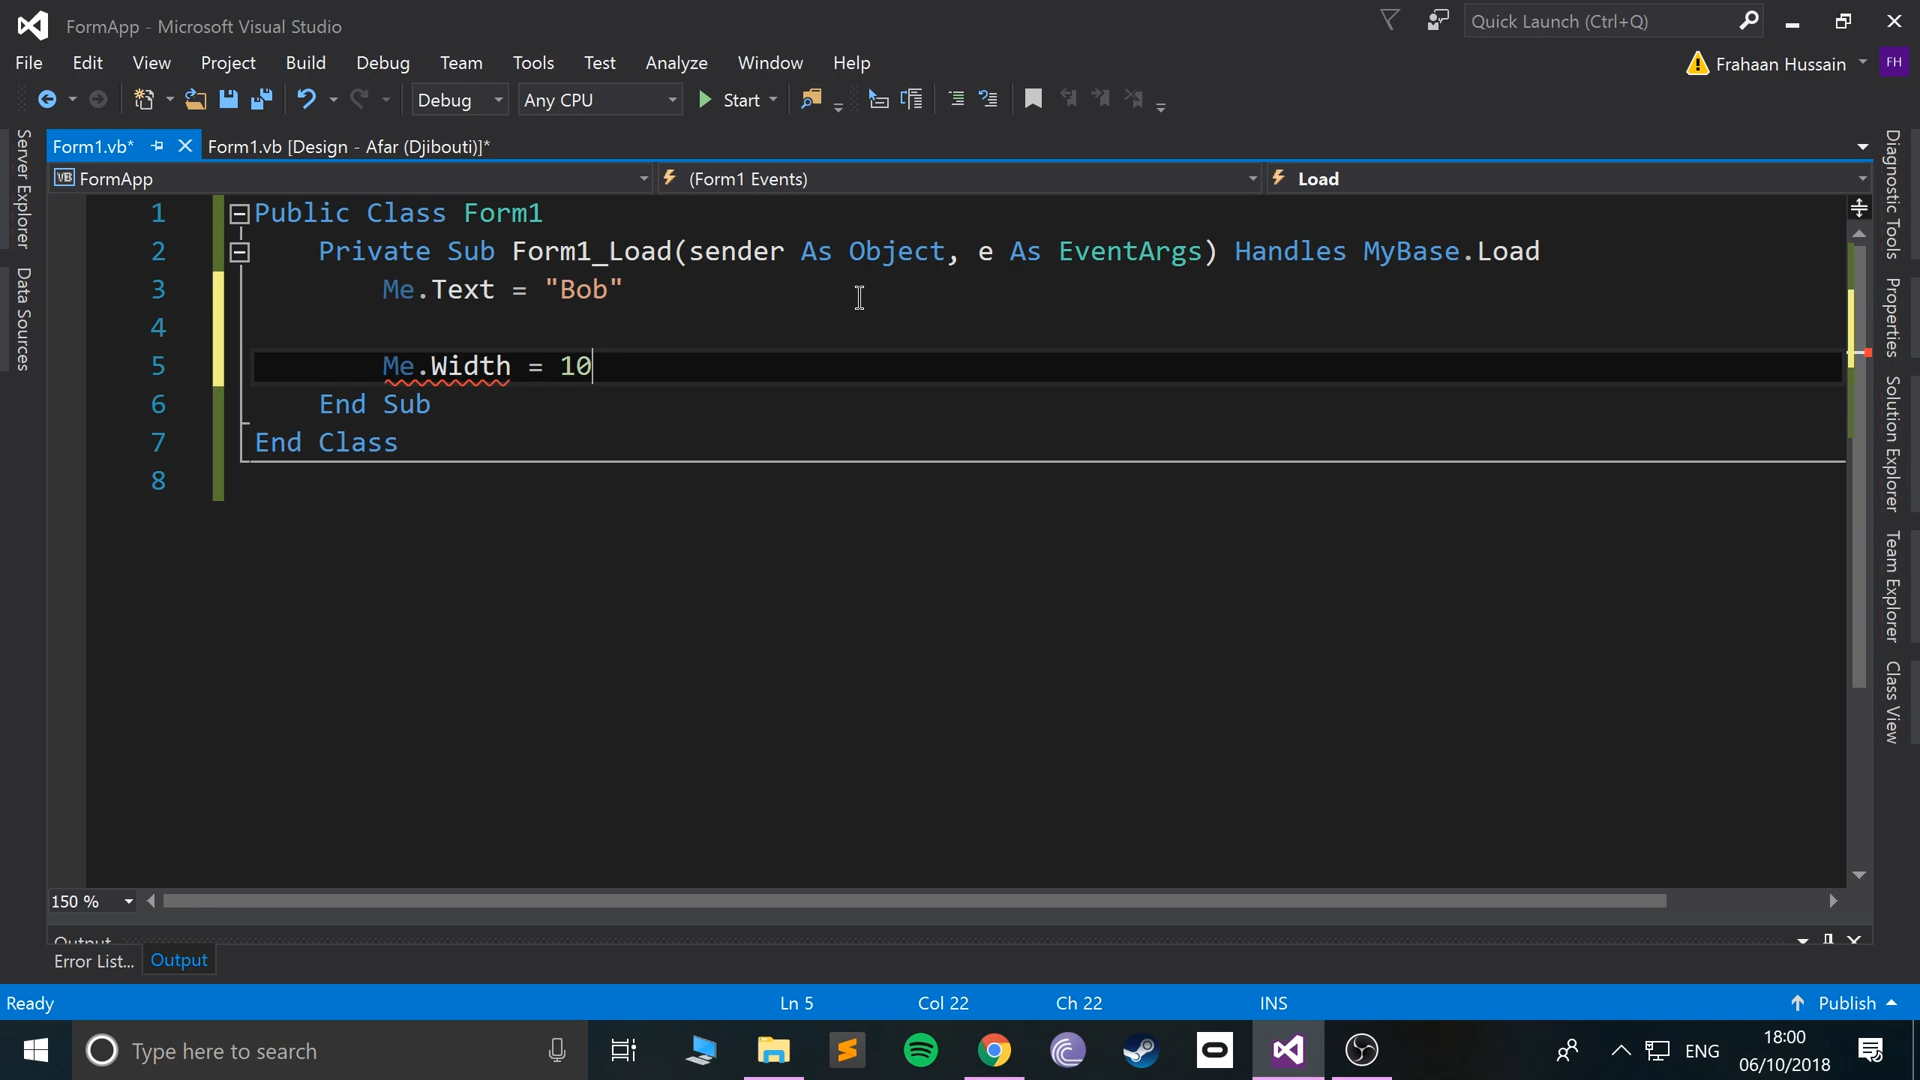 FormApp - Microsoft Visual Studio
Quick Launch (Ctrl+Q)
File Edit View Project Build Debug Team Tools Test Analyze Window Help
Frahaan Hussain
FH
Debug
Any CPU
Start
Form1.vb*
Form1.vb [Design - Afar (Djibouti)]*
VB FormApp
(Form1 Events)
Load
1 Public Class Form1
2 Private Sub Form1_Load(sender As Object, e As EventArgs) Handles MyBase.Load
3 Me.Text = "Bob"
4
5 Me.Width = 10
6 End Sub
7 End Class
8
Server Explorer
Data Sources
Diagnostic Tools
Properties
Solution Explorer
Team Explorer
Class View
150 %
Output
Error List...
Output
Ready
Ln 5
Col 22
Ch 22
INS
Publish
Type here to search
ENG
18:00
06/10/2018